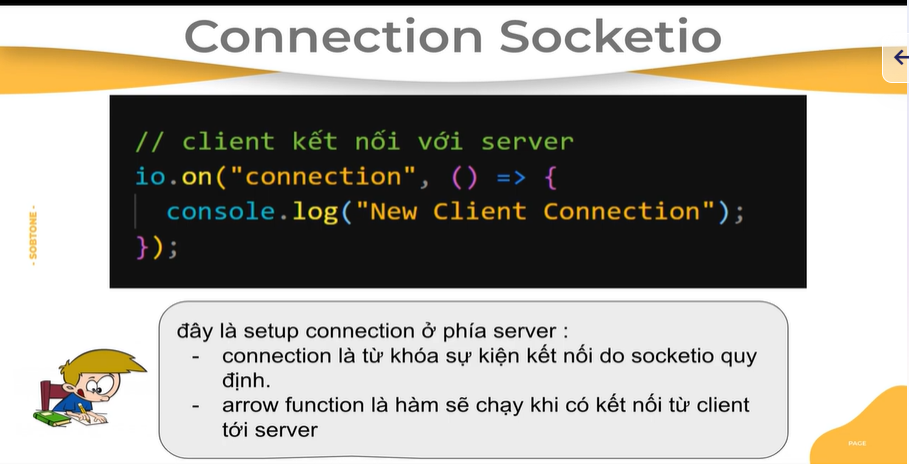 Connection Socketio
// client kết nối với server
io.on("connection", () => {
  console.log("New Client Connection");
});
- SOBTONE -
đây là setup connection ở phía server :
- connection là từ khóa sự kiện kết nối do socketio quy
định.
- arrow function là hàm sẽ chạy khi có kết nối từ client
tới server
PAGE